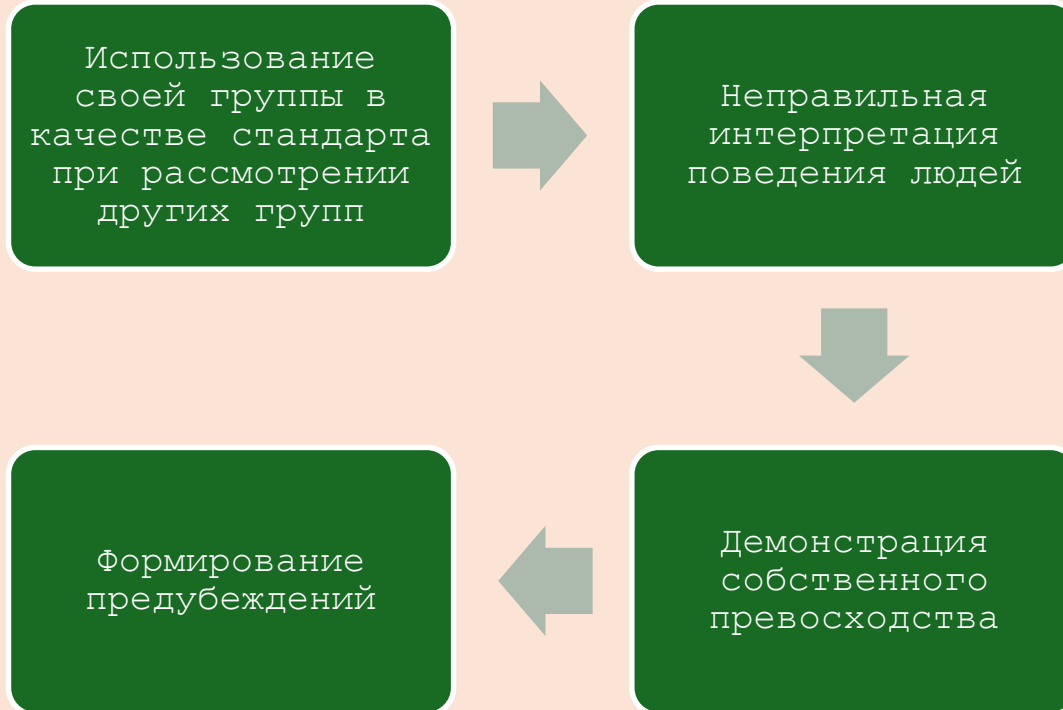 Использование
своей группы в
качестве стандарта
при рассмотрении
других групп
Неправильная
интерпретация
поведения людей
Демонстрация
собственного
превосходства
Формирование
предубеждений